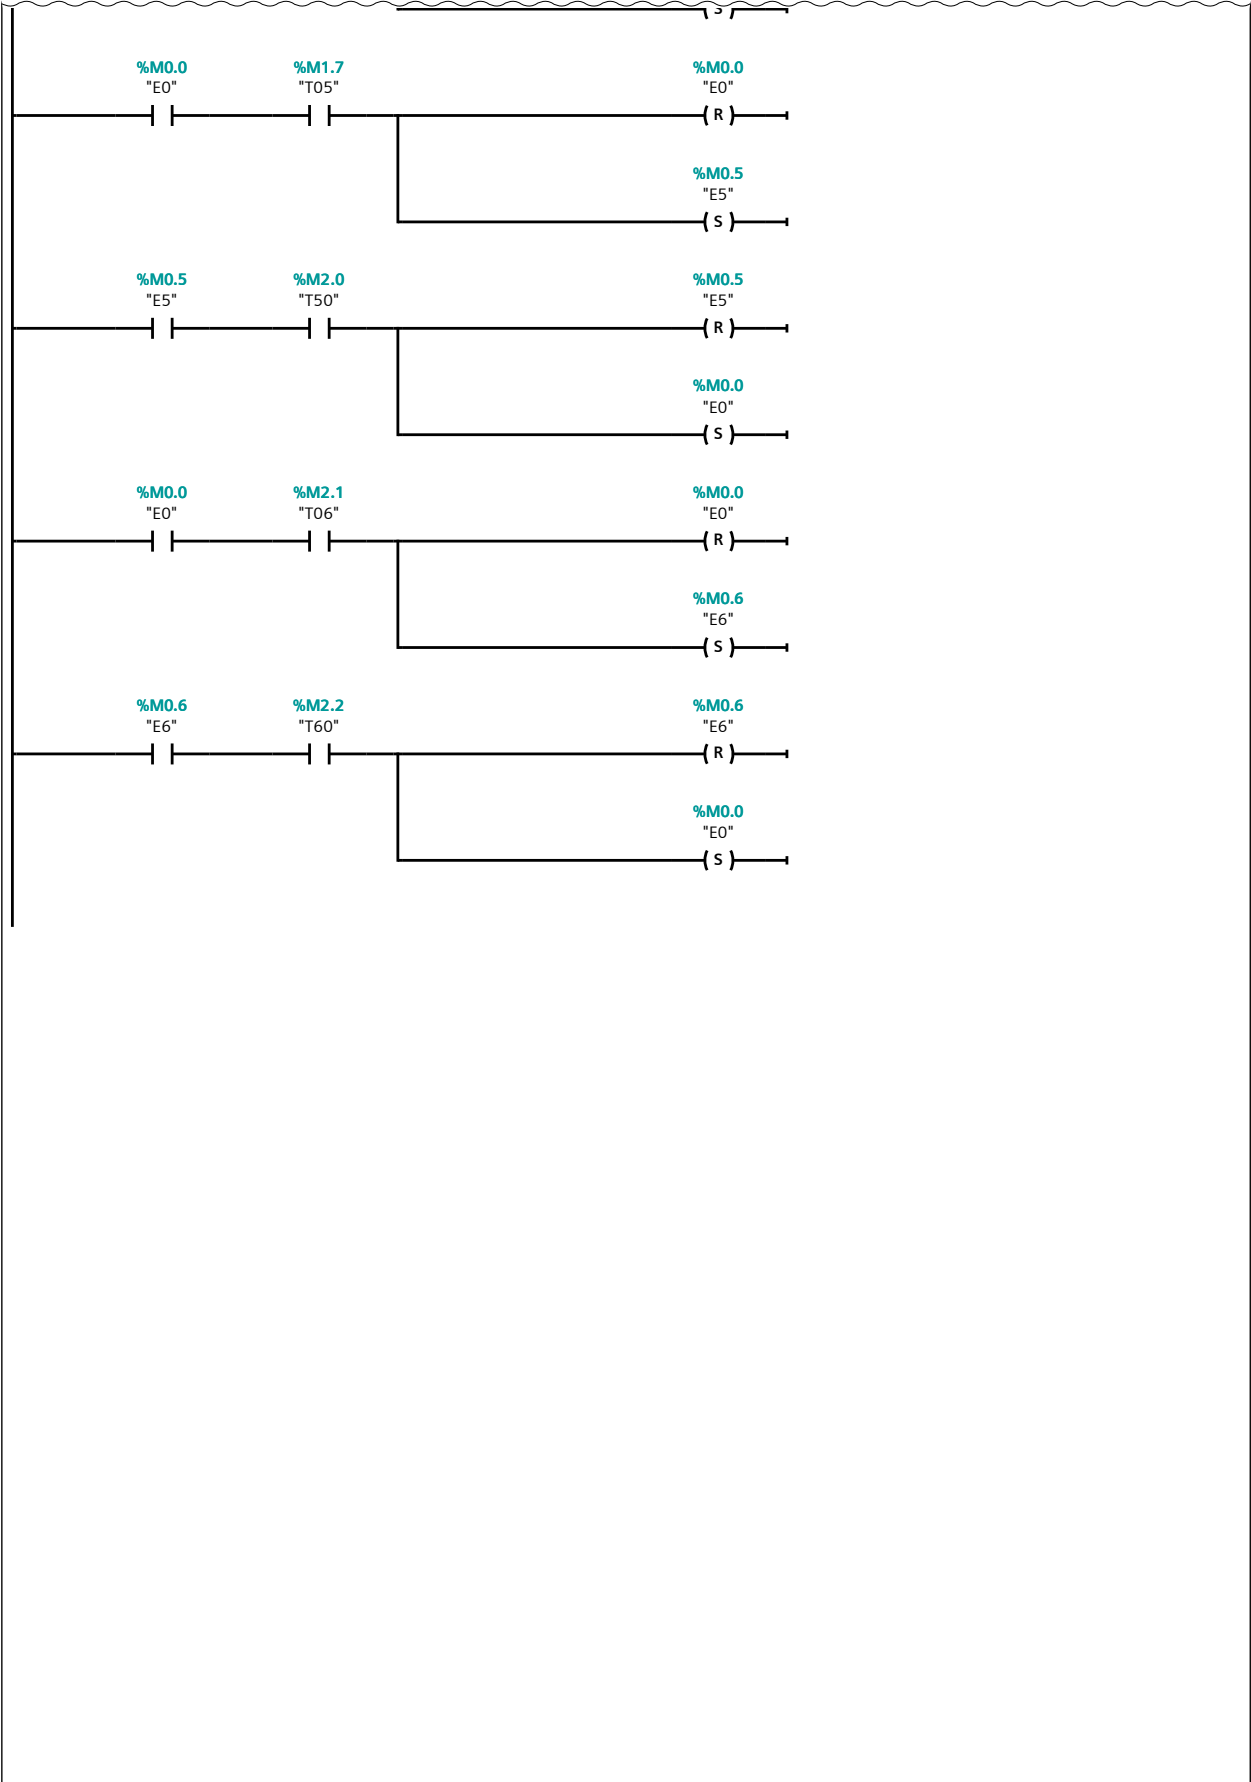 %M0.0 %M1.7 %M0.0
"E0" "T05" "E0"
R
%M0.5
"E5"
S
%M0.5 %M2.0 %M0.5
"E5" "T50" "E5"
R
%M0.0
"E0"
S
%M0.0 %M2.1 %M0.0
"E0" "T06" "E0"
R
%M0.6
"E6"
S
%M0.6 %M2.2 %M0.6
"E6" "T60" "E6"
R
%M0.0
"E0"
S